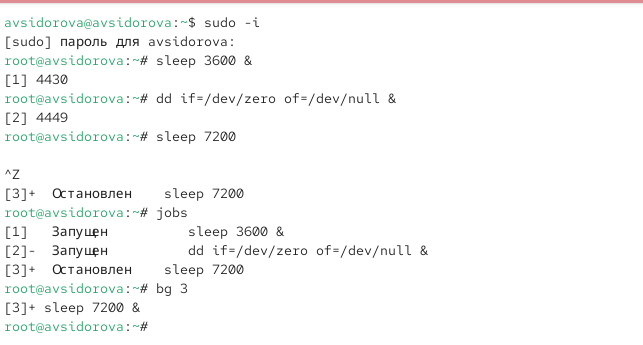 avsidorova@avsidorova:~$ sudo -i
[sudo] пароль для avsidorova:
root@avsidorova:~# sleep 3600 &
[1] 4430
root@avsidorova:~# dd if=/dev/zero of=/dev/null &
[2] 4449
root@avsidorova:~# sleep 7200
^Z
[3]+  Остановлен    sleep 7200
root@avsidorova:~# jobs
[1]   Запущен          sleep 3600 &
[2]-  Запущен          dd if=/dev/zero of=/dev/null &
[3]+  Остановлен    sleep 7200
root@avsidorova:~# bg 3
[3]+ sleep 7200 &
root@avsidorova:~#